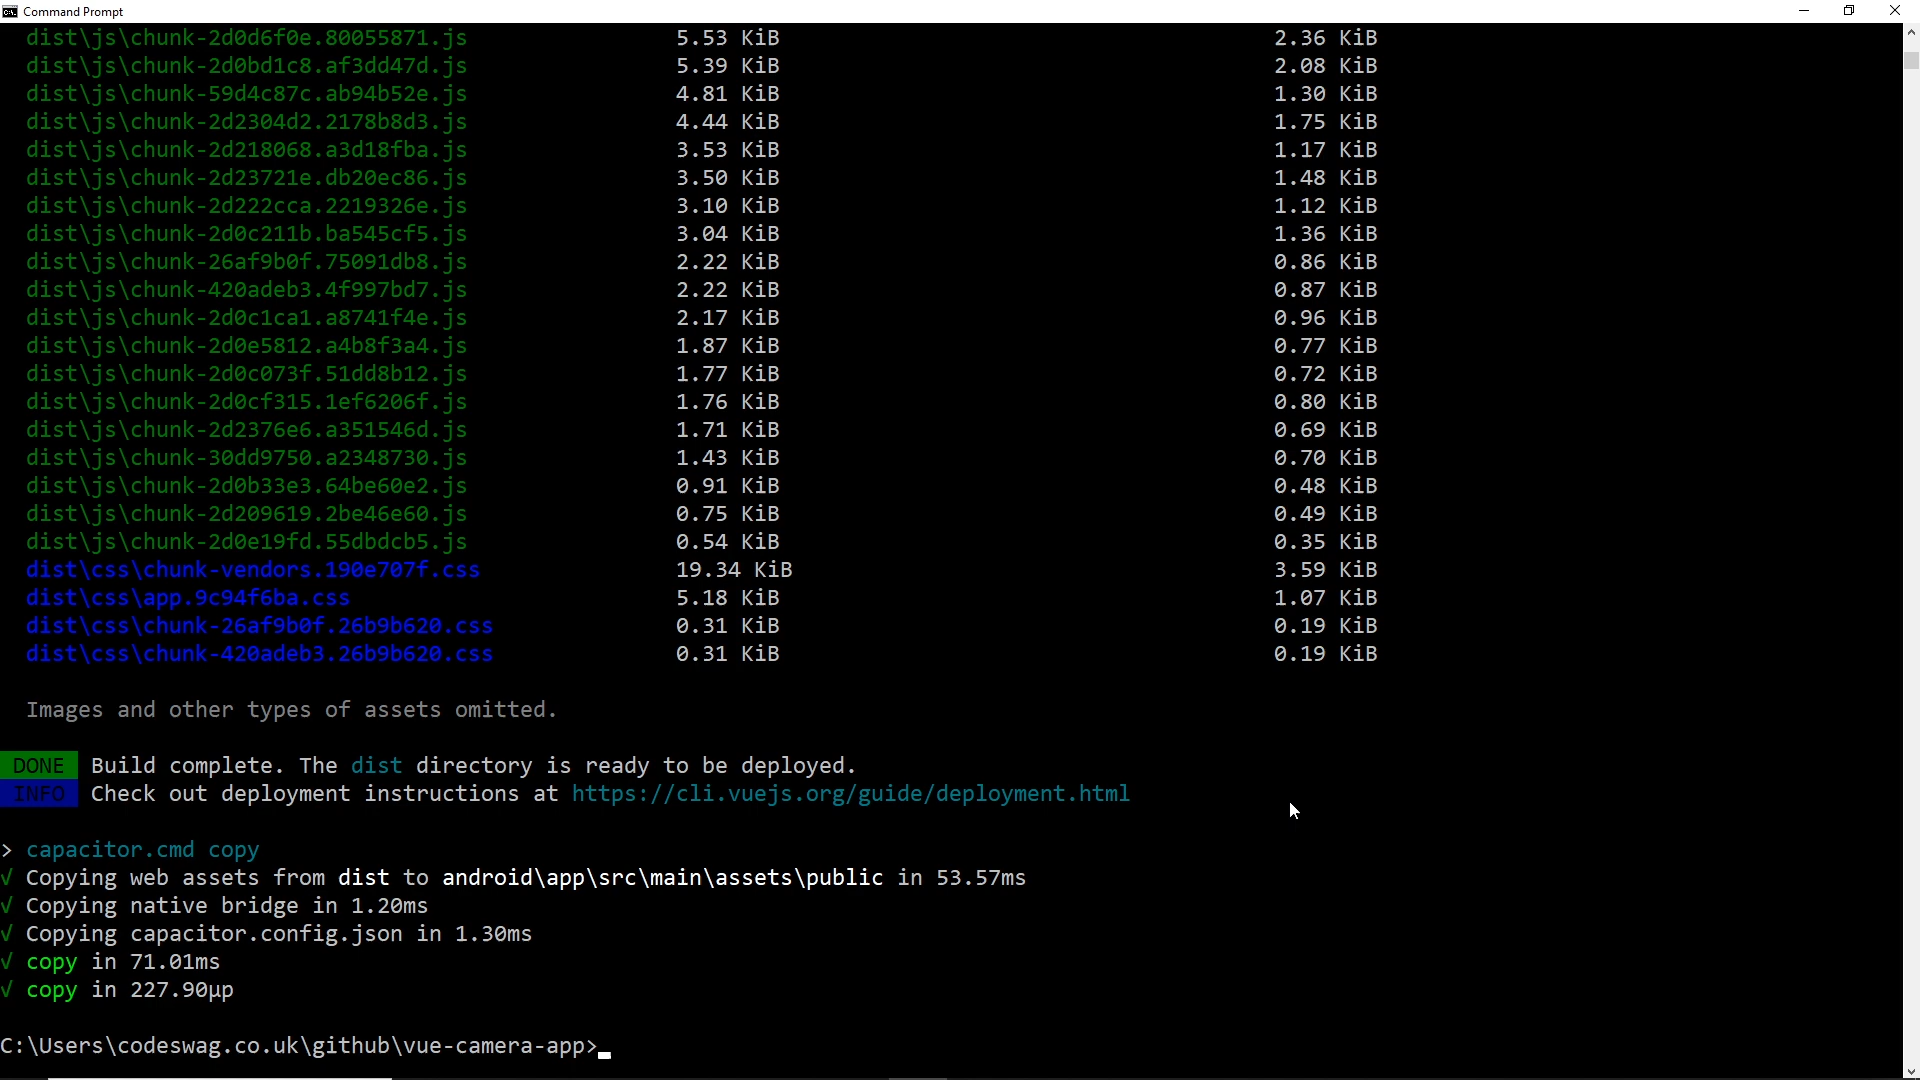 Command Prompt
dist\js\chunk-2d0d6f0e.80055871.js 5.53 KiB 2.36 KiB
dist\js\chunk-2d0bd1c8.af3dd47d.js 5.39 KiB 2.08 KiB
dist\js\chunk-59d4c87c.ab94b52e.js 4.81 KiB 1.30 KiB
dist\js\chunk-2d2304d2.2178b8d3.js 4.44 KiB 1.75 KiB
dist\js\chunk-2d218068.a3d18fba.js 3.53 KiB 1.17 KiB
dist\js\chunk-2d23721e.db20ec86.js 3.50 KiB 1.48 KiB
dist\js\chunk-2d222cca.2219326e.js 3.10 KiB 1.12 KiB
dist\js\chunk-2d0c211b.ba545cf5.js 3.04 KiB 1.36 KiB
dist\js\chunk-26af9b0f.75091db8.js 2.22 KiB 0.86 KiB
dist\js\chunk-420adeb3.4f997bd7.js 2.22 KiB 0.87 KiB
dist\js\chunk-2d0c1ca1.a8741f4e.js 2.17 KiB 0.96 KiB
dist\js\chunk-2d0e5812.a4b8f3a4.js 1.87 KiB 0.77 KiB
dist\js\chunk-2d0c073f.51dd8b12.js 1.77 KiB 0.72 KiB
dist\js\chunk-2d0cf315.1ef6206f.js 1.76 KiB 0.80 KiB
dist\js\chunk-2d2376e6.a351546d.js 1.71 KiB 0.69 KiB
dist\js\chunk-30dd9750.a2348730.js 1.43 KiB 0.70 KiB
dist\js\chunk-2d0b33e3.64be60e2.js 0.91 KiB 0.48 KiB
dist\js\chunk-2d209619.2be46e60.js 0.75 KiB 0.49 KiB
dist\js\chunk-2d0e19fd.55dbdcb5.js 0.54 KiB 0.35 KiB
dist\css\chunk-vendors.190e707f.css 19.34 KiB 3.59 KiB
dist\css\app.9c94f6ba.css 5.18 KiB 1.07 KiB
dist\css\chunk-26af9b0f.26b9b620.css 0.31 KiB 0.19 KiB
dist\css\chunk-420adeb3.26b9b620.css 0.31 KiB 0.19 KiB
Images and other types of assets omitted.
DONE Build complete. The dist directory is ready to be deployed.
INFO Check out deployment instructions at https://cli.vuejs.org/guide/deployment.html
> capacitor.cmd copy
√ Copying web assets from dist to android\app\src\main\assets\public in 53.57ms
√ Copying native bridge in 1.20ms
√ Copying capacitor.config.json in 1.30ms
√ copy in 71.01ms
√ copy in 227.90μp
C:\Users\codeswag.co.uk\github\vue-camera-app>